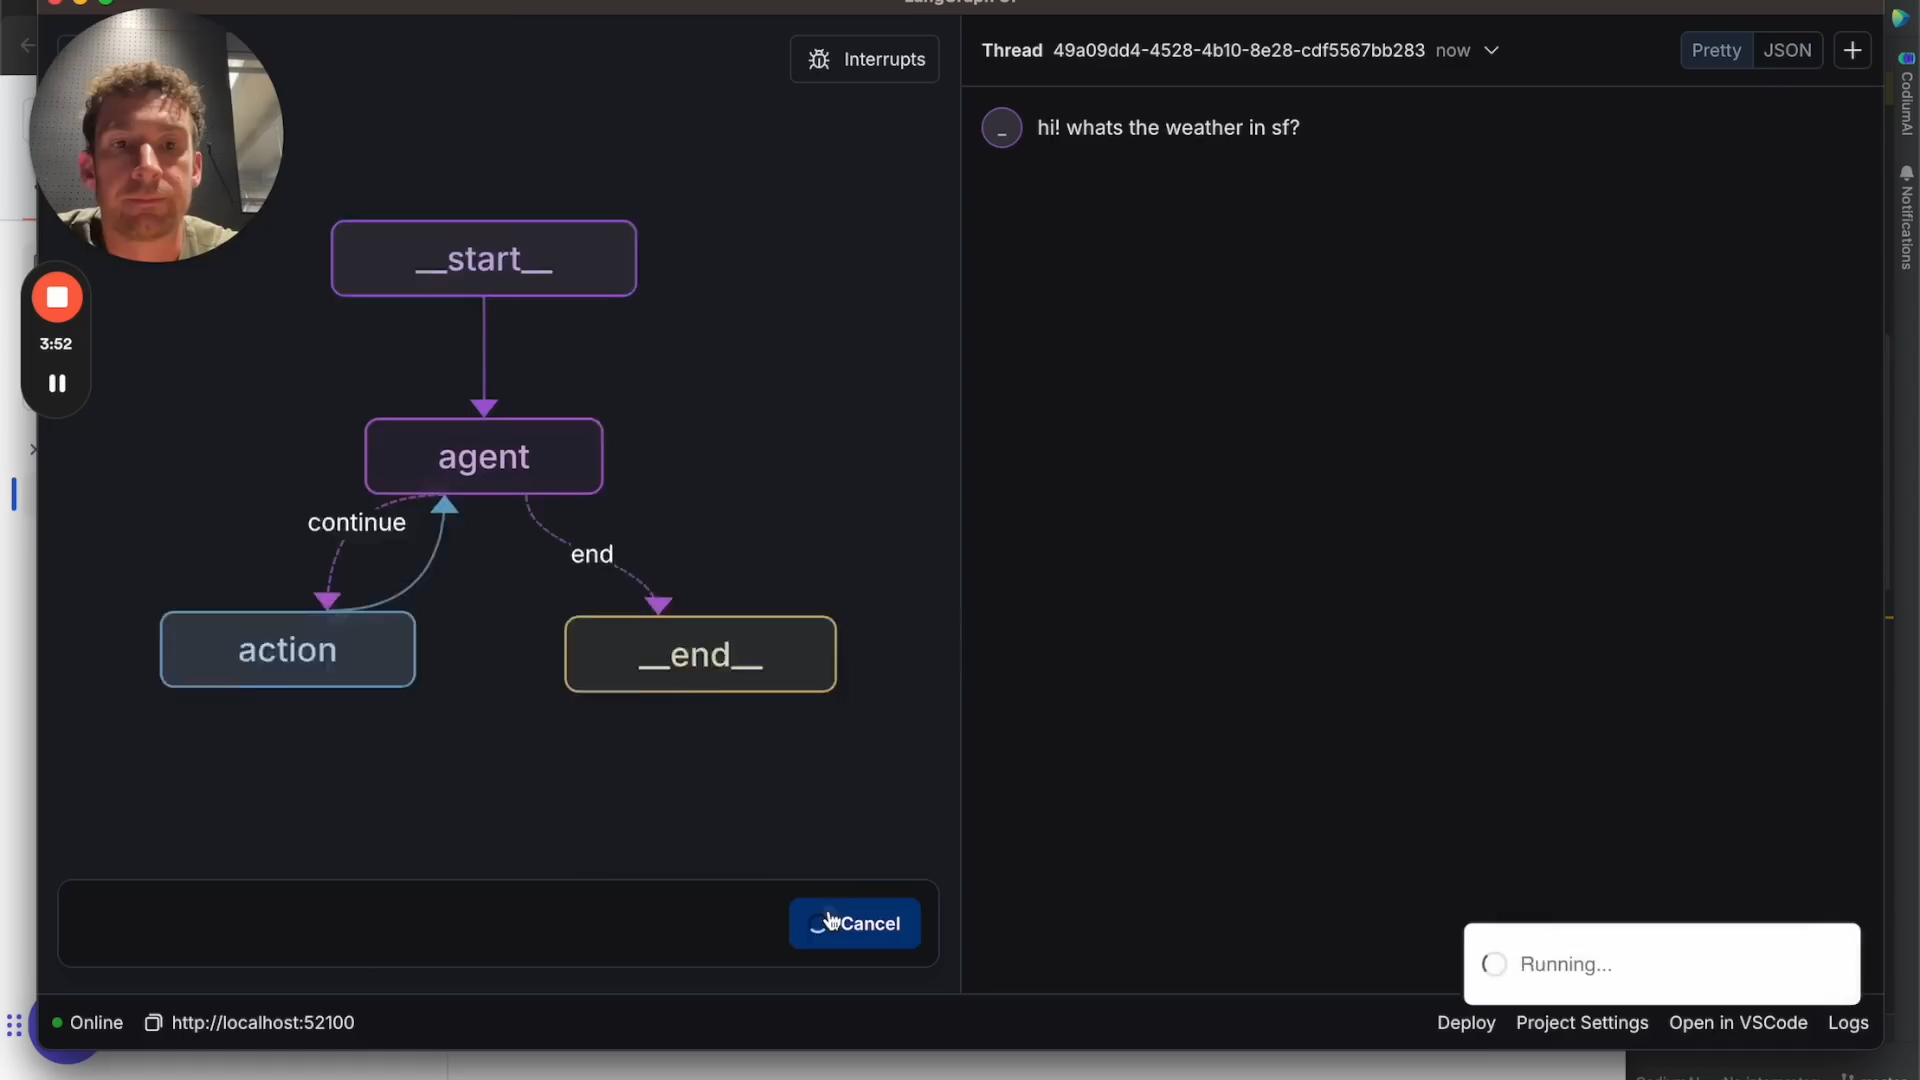 Interrupts
Thread 49a09dd4-4528-4b10-8e28-cdf5567bb283 now
Pretty JSON
hi! whats the weather in sf?
CodiumAI
Notifications
__start__
3:52
agent
continue
end
action
__end__
Cancel
Running...
Online http://localhost:52100
Deploy Project Settings Open in VSCode Logs